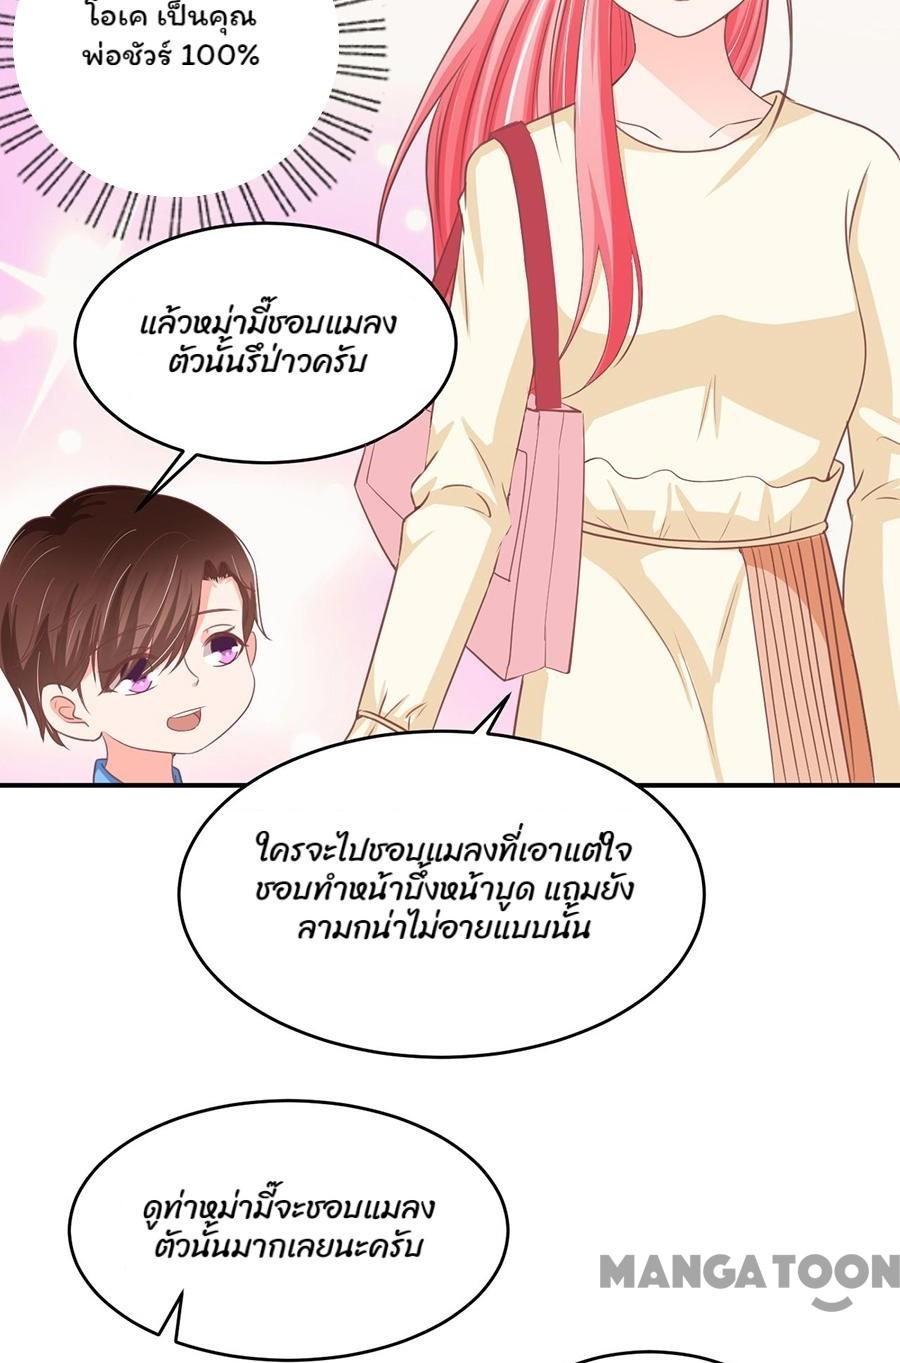 โอเค เป็นคุณ
พ่อชัวร์ 100%
แล้วหม่ามี๊ชอบแมลง
ตัวนั้นรึป่าวครับ
ใครจะไปชอบแมลงที่เอาแต่ใจ
ชอบทำหน้าบึ้งหน้าบูด แถมยัง
ลามกน่าไม่อายแบบนั้น
ดูท่าหม่ามี๊จะชอบแมลง
ตัวนั้นมากเลยนะครับ
MANGATOON